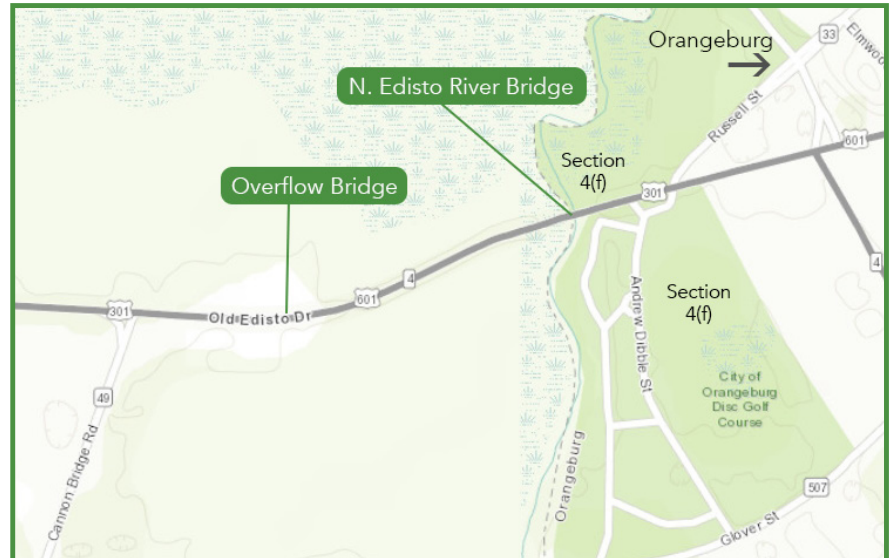 Orangeburg
33
Elmwoo
Russell St
N. Edisto River Bridge
601
Section
4(f)
301
Overflow Bridge
4
4
601
301
Old Edisto Dr
Section
4(f)
Andrew Dibble St
City of
Orangeburg
Disc Golf
Course
49
Cannon Bridge Rd
Orangeburg
507
Glover St